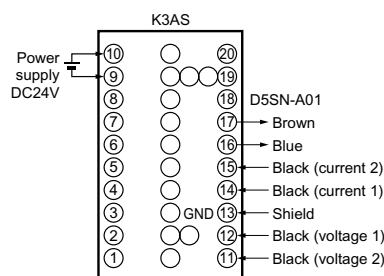 K3AS
Power
supply
DC24V
10 20
9 19
8 18 D5SN-A01
7 17 Brown
6 16 Blue
5 15 Black (current 2)
4 14 Black (current 1)
3 GND 13 Shield
2 12 Black (voltage 1)
1 11 Black (voltage 2)